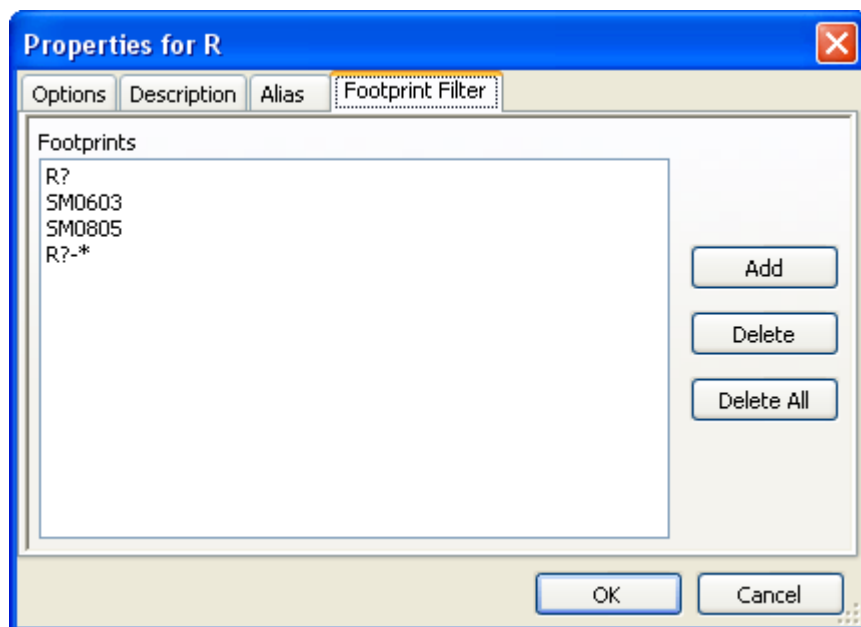 Properties for R
Options Description Alias Footprint Filter
Footprints
R?
SM0603
SM0805
R?-*
Add
Delete
Delete All
OK Cancel